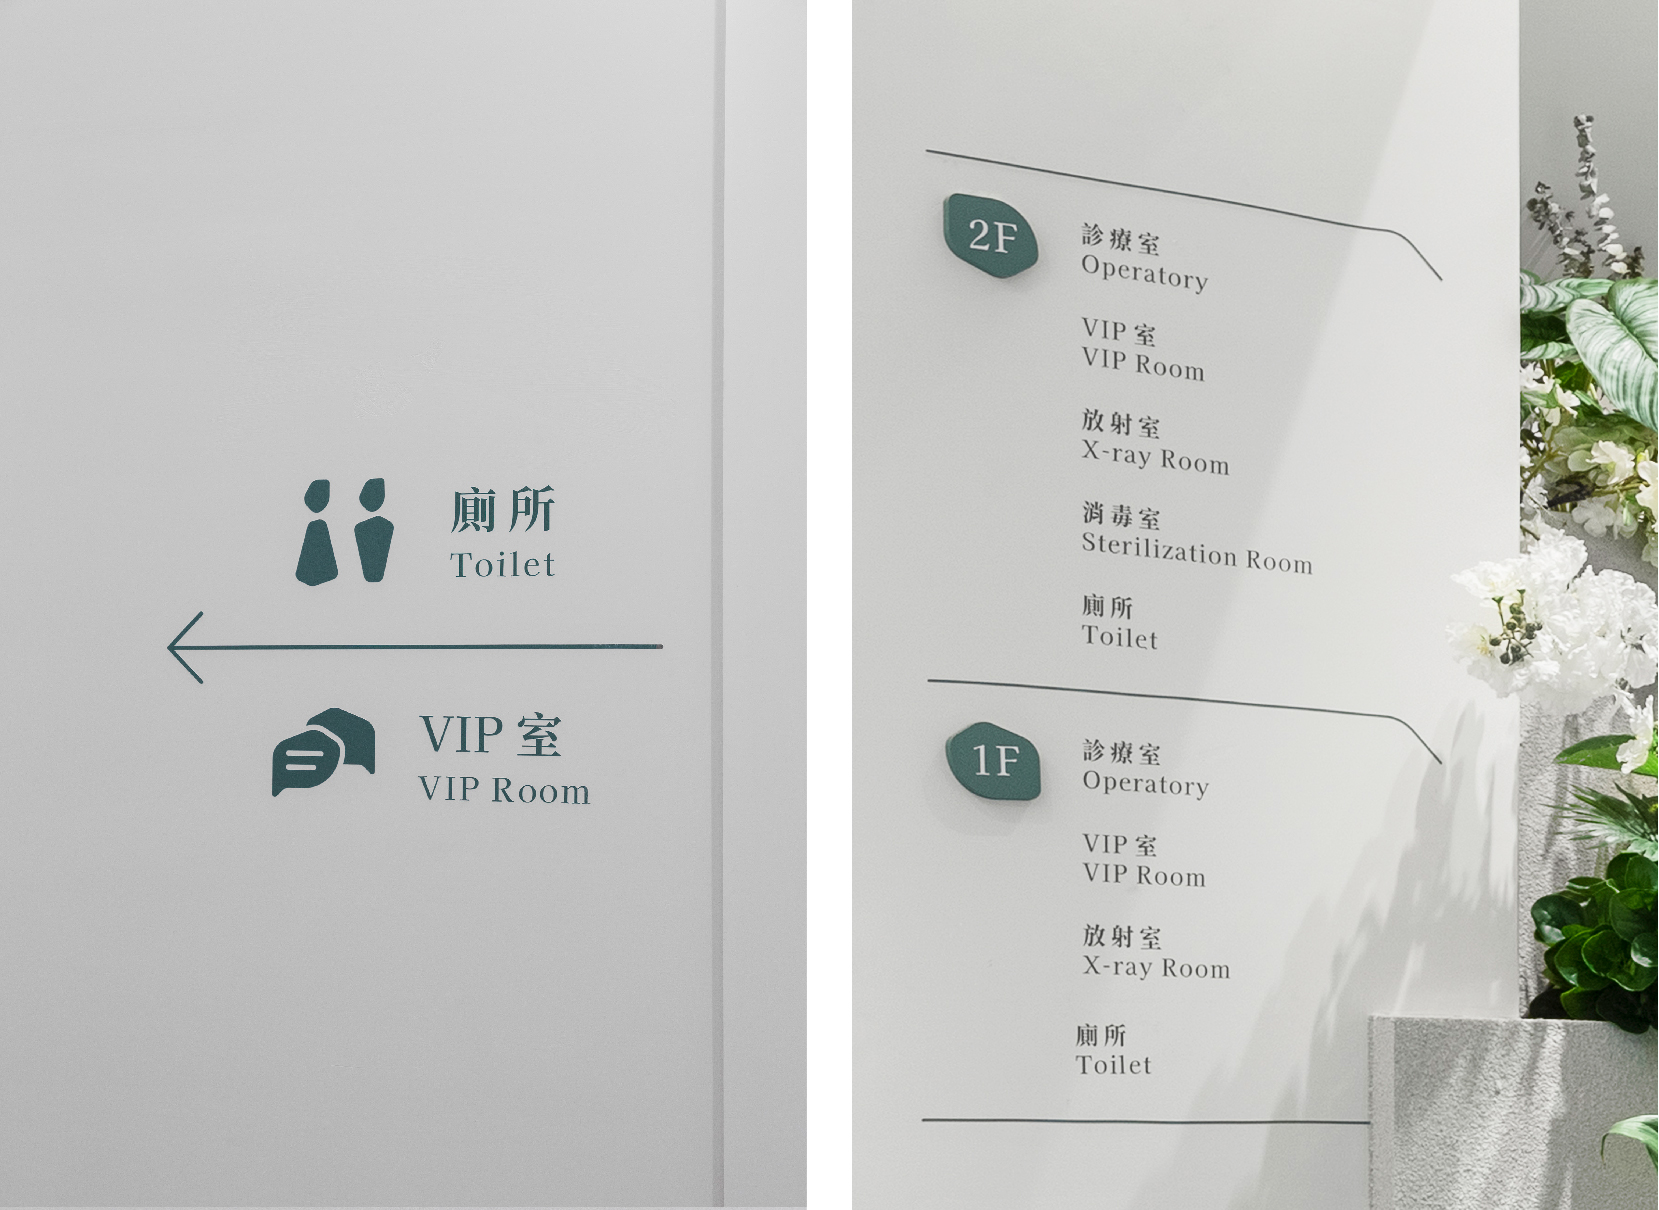 廁所
Toilet
VIP 室
VIP Room
2F
診療室
Operatory
VIP 室
VIP Room
放射室
X-ray Room
消毒室
Sterilization Room
廁所
Toilet
1F
診療室
Operatory
VIP 室
VIP Room
放射室
X-ray Room
廁所
Toilet